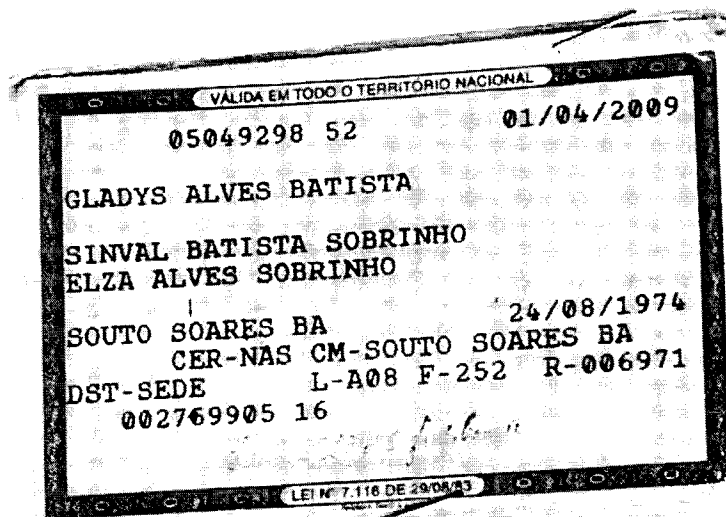 VÁLIDA EM TODO O TERRITÓRIO NACIONAL
05049298 52 01/04/2009
GLADYS ALVES BATISTA
SINVAL BATISTA SOBRINHO
ELZA ALVES SOBRINHO
SOUTO SOARES BA 24/08/1974
CER-NAS CM-SOUTO SOARES BA
DST-SEDE L-A08 F-252 R-006971
002769905 16
LEI Nº 7.116 DE 29/08/83